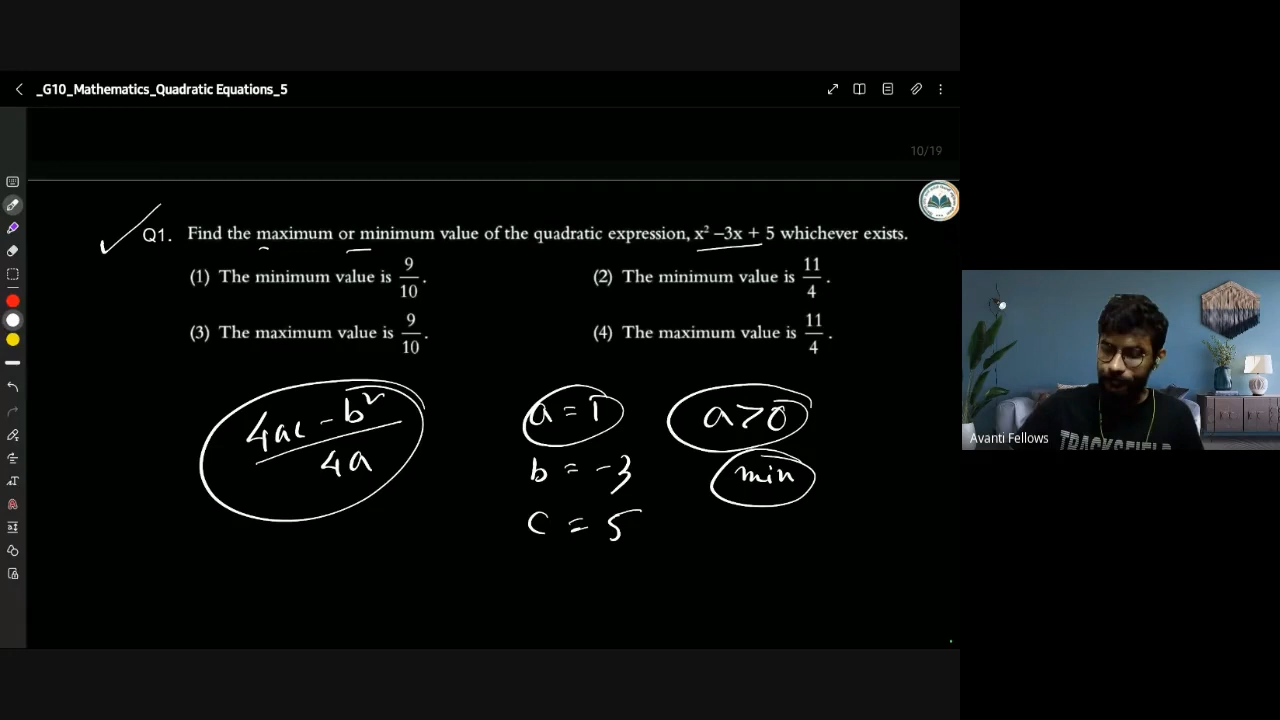 _G10_Mathematics_Quadratic Equations_5
10/19
Q1. Find the maximum or minimum value of the quadratic expression, x² –3x + 5 whichever exists.
(1) The minimum value is 9/10.
(2) The minimum value is 11/4.
(3) The maximum value is 9/10.
(4) The maximum value is 11/4.
4ac - b²
4a
a = 1
a>0
b = -3
min
c = 5
Avanti Fellows
TRACKSFIELD